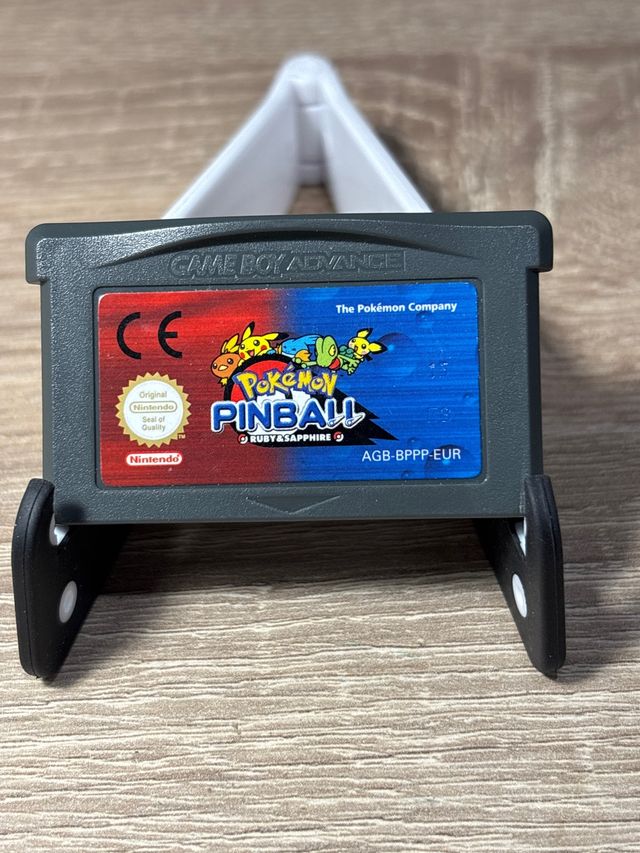 GAME BOY ADVANCE
CE
The Pokémon Company
Original
Nintendo
Seal of
Quality
TM
Nintendo
POKéMON
PINBALL
RUBY & SAPPHIRE
AGB-BPPP-EUR